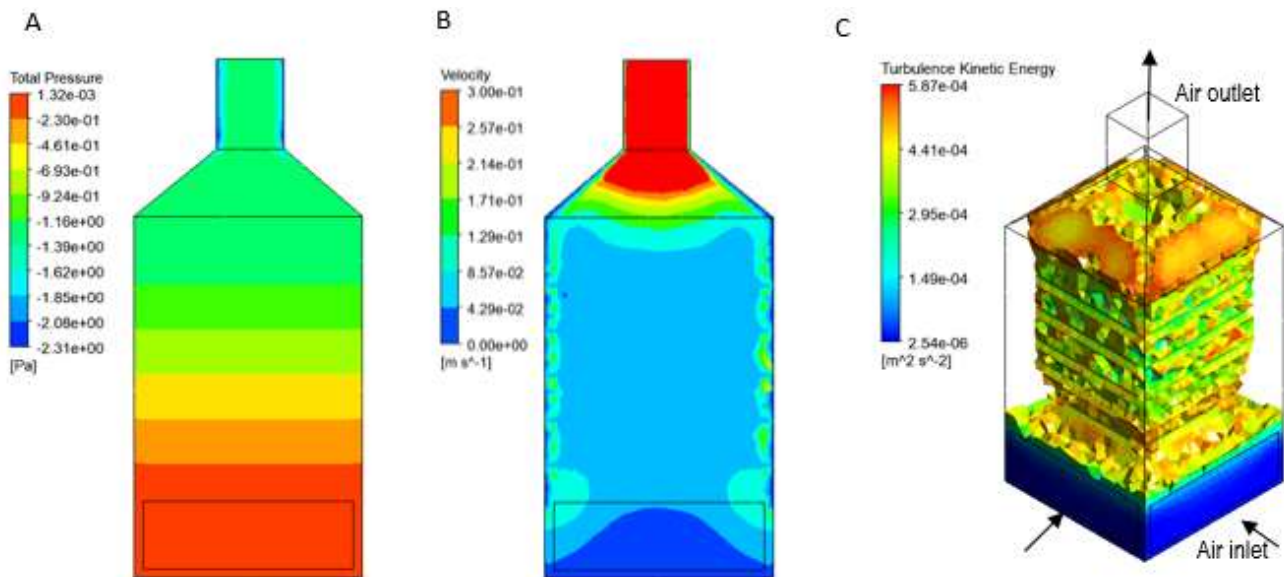 A
Total Pressure
1.32e-03
-2.30e-01
-4.61e-01
-6.93e-01
-9.24e-01
-1.16e+00
-1.39e+00
-1.62e+00
-1.85e+00
-2.08e+00
-2.31e+00
[Pa]
B
Velocity
3.00e-01
2.57e-01
2.14e-01
1.71e-01
1.29e-01
8.57e-02
4.29e-02
0.00e+00
[m s^-1]
C
Turbulence Kinetic Energy
5.87e-04
4.41e-04
2.95e-04
1.49e-04
2.54e-06
[m^2 s^-2]
Air outlet
Air inlet